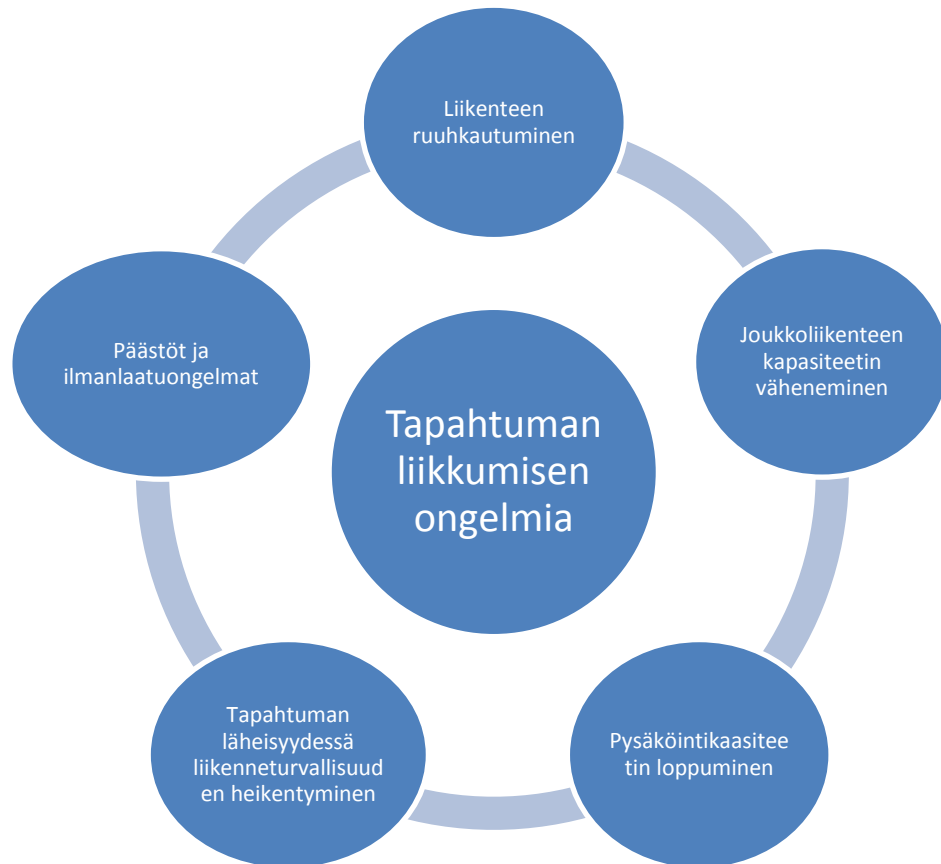 Liikenteen
ruuhkautuminen
Joukkoliikenteen
kapasiteetin
väheneminen
Pysäköintikaasitee
tin loppuminen
Tapahtuman
läheisyydessä
liikenneturvallisuud
en heikentyminen
Päästöt ja
ilmanlaatuongelmat
Tapahtuman
liikkumisen
ongelmia